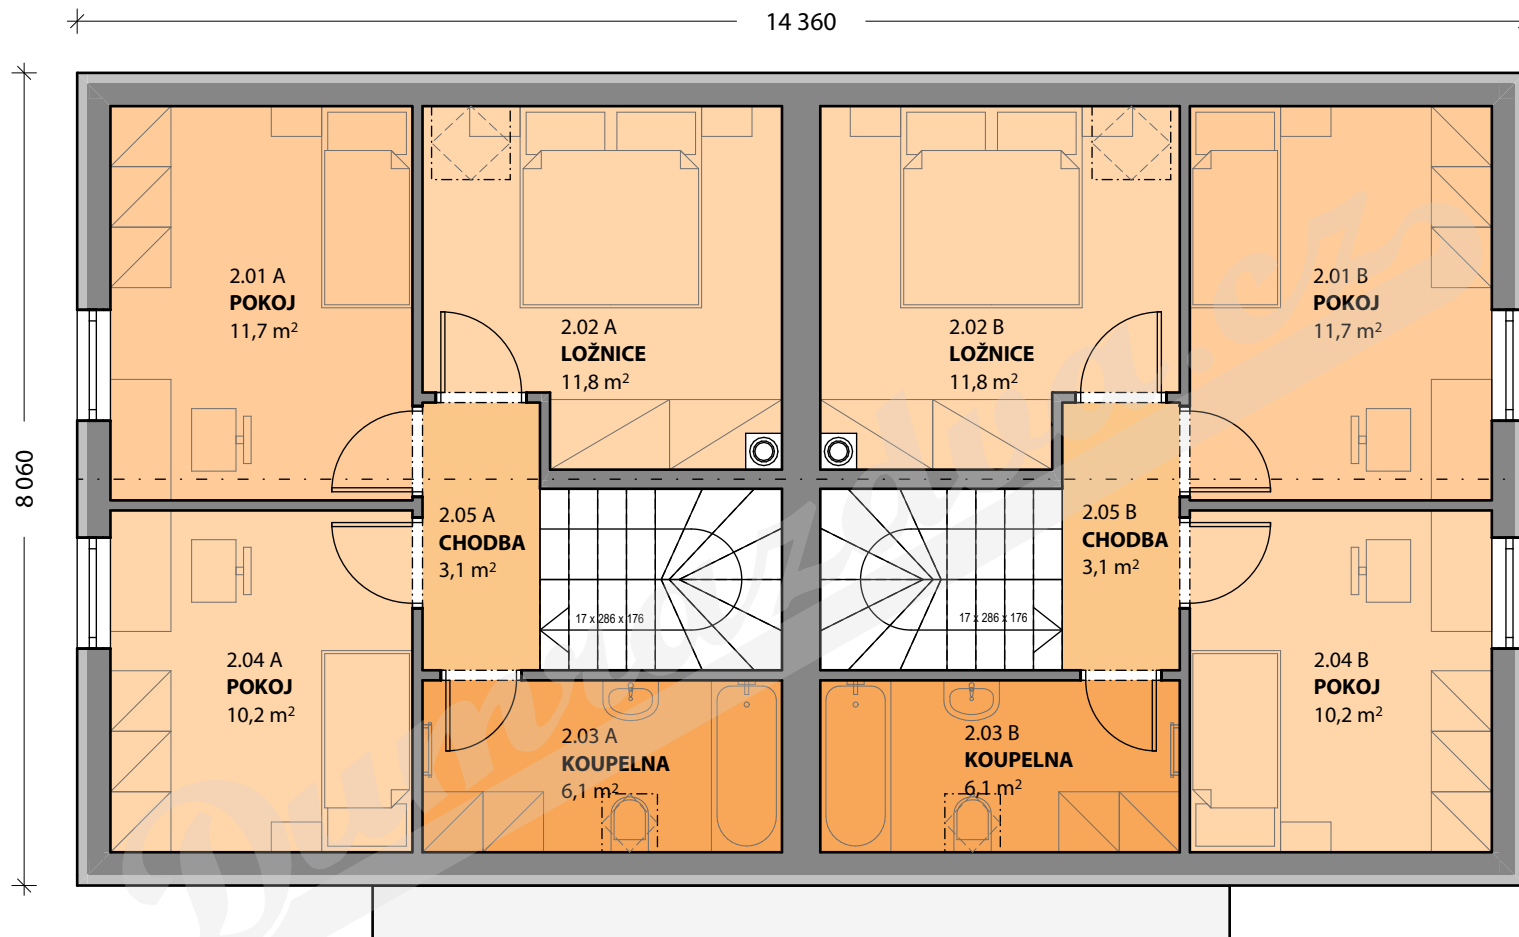 14 360
8 060
2.01 A
POKOJ
11,7 m²
2.02 A
LOŽNICE
11,8 m²
2.02 B
LOŽNICE
11,8 m²
2.01 B
POKOJ
11,7 m²
2.05 A
CHODBA
3,1 m²
17 x 286 x 176
17 x 286 x 176
2.05 B
CHODBA
3,1 m²
2.04 A
POKOJ
10,2 m²
2.03 A
KOUPELNA
6,1 m²
2.03 B
KOUPELNA
6,1 m²
2.04 B
POKOJ
10,2 m²
Dumrazdva.cz